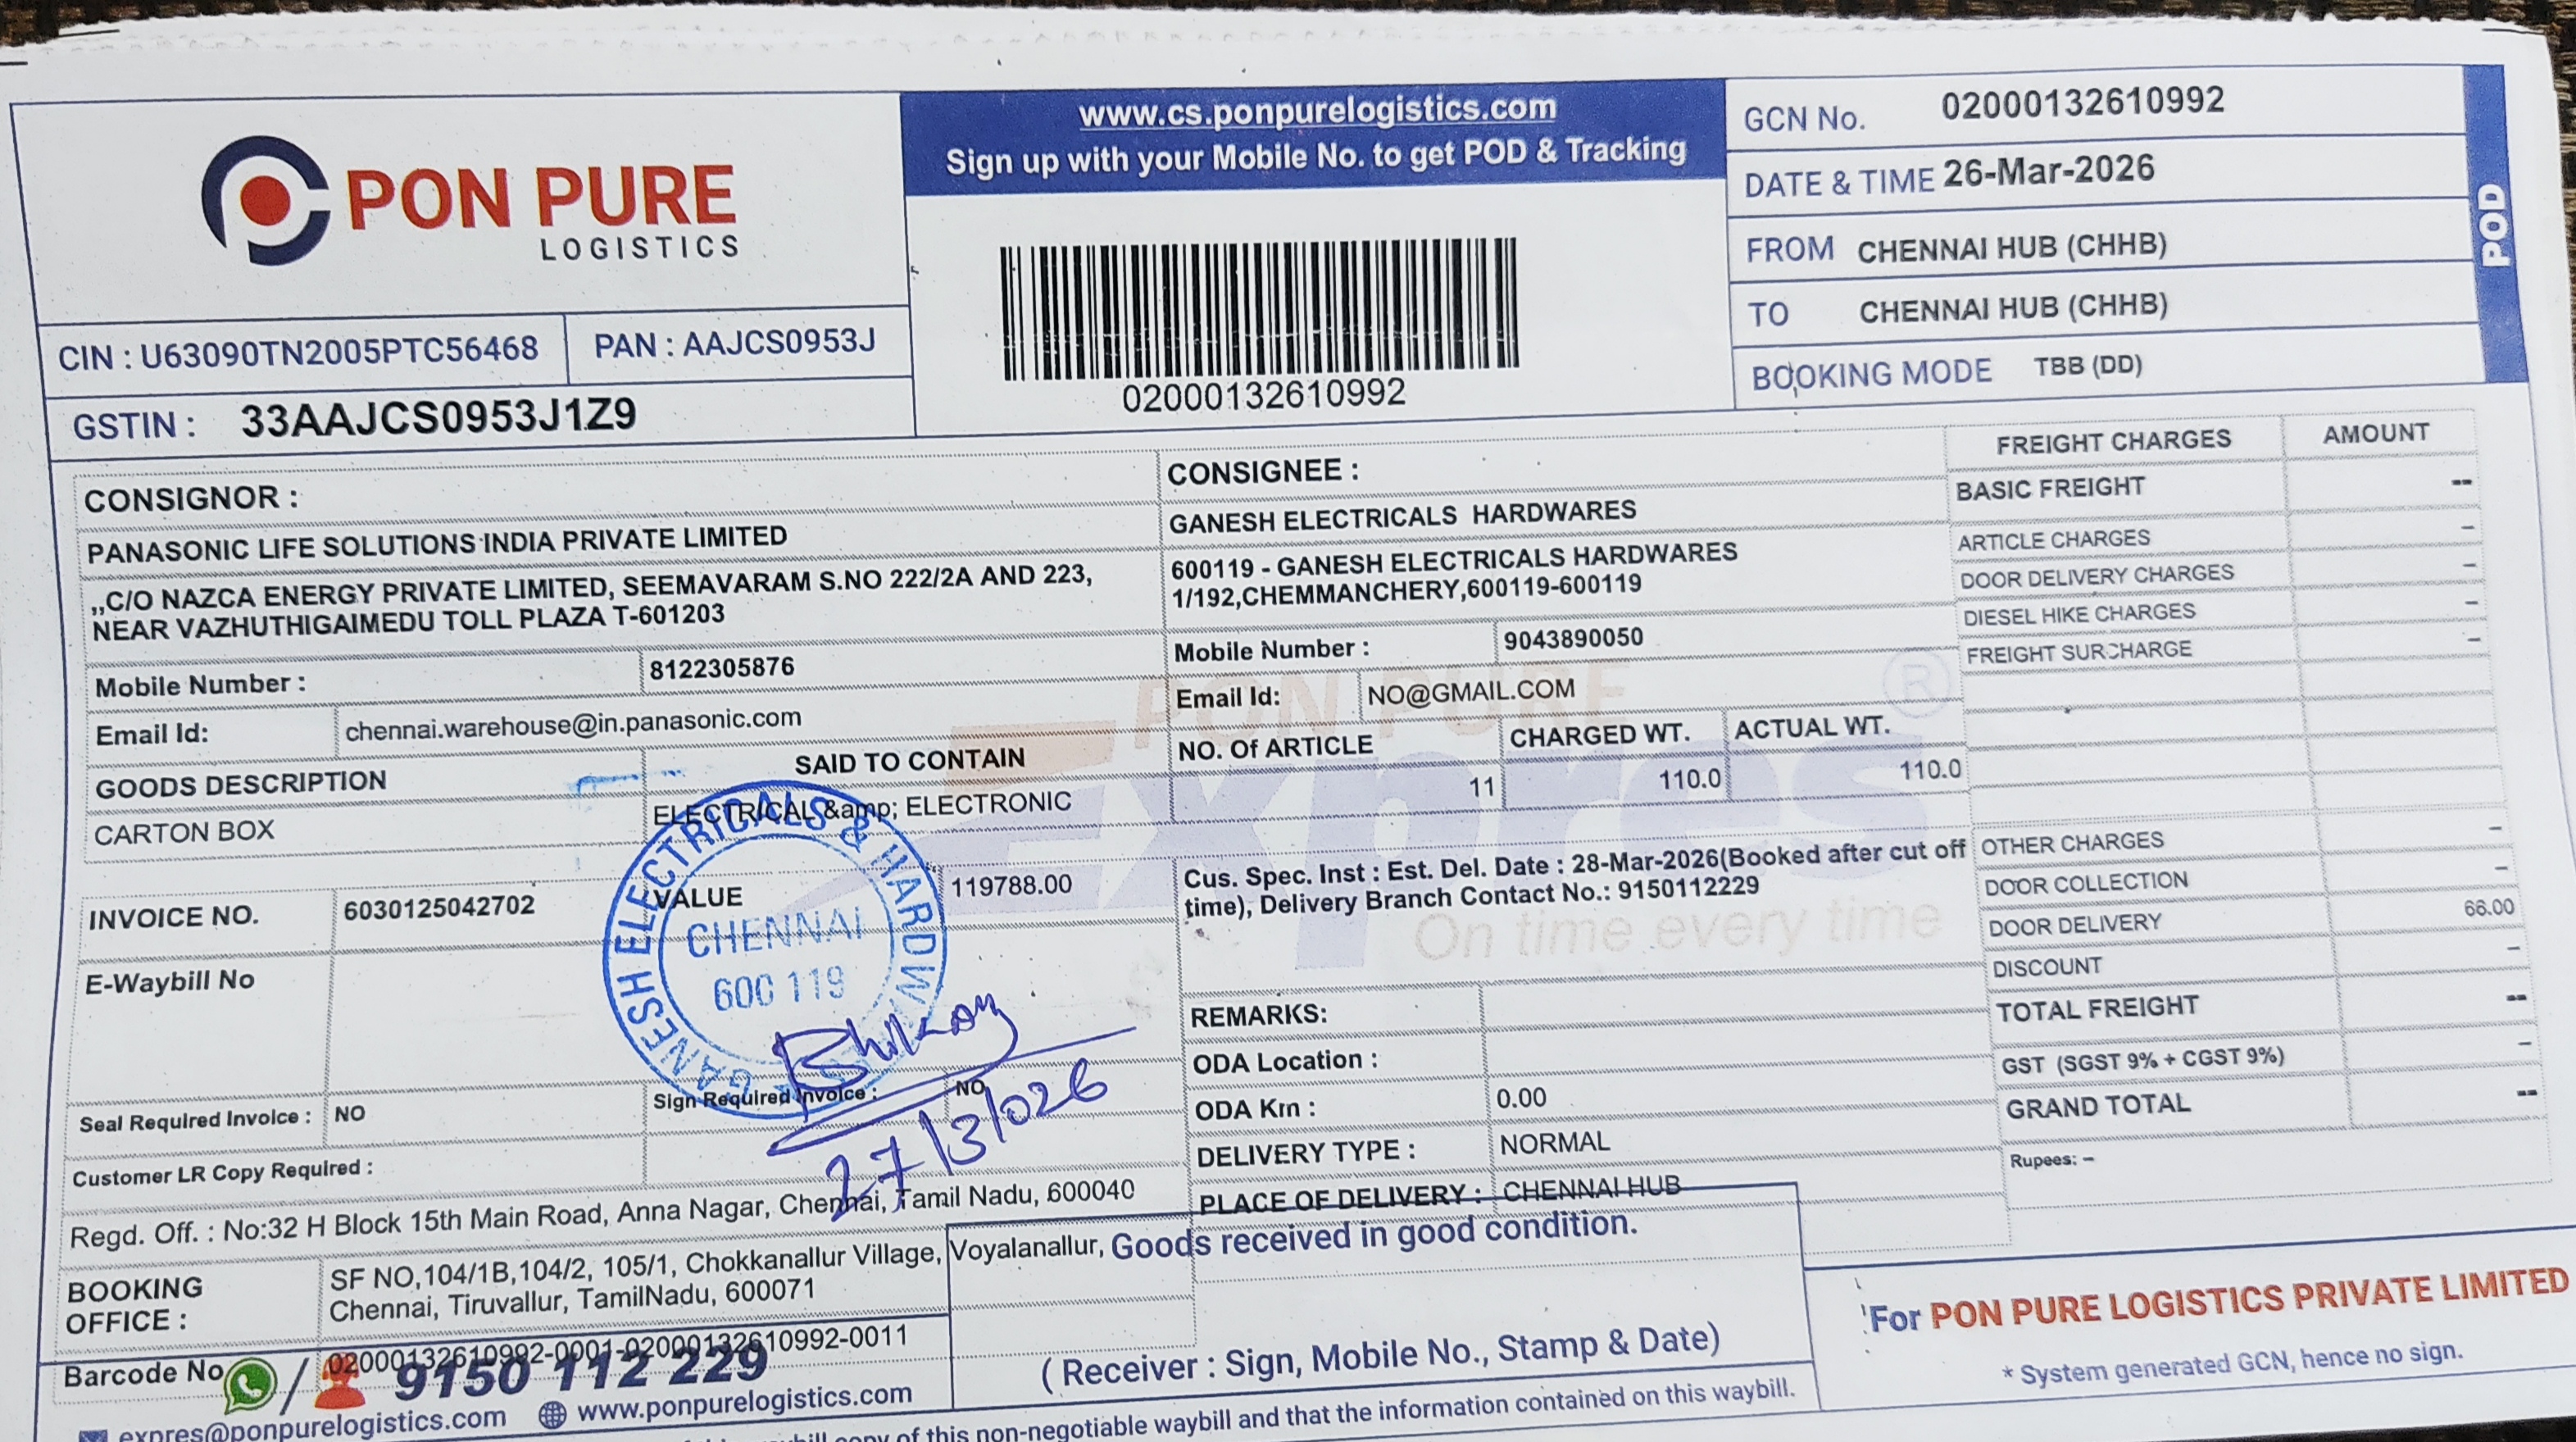 PON PURE
LOGISTICS
www.cs.ponpurelogistics.com
Sign up with your Mobile No. to get POD & Tracking
02000132610992
GCN No. 02000132610992
DATE & TIME 26-Mar-2026
FROM CHENNAI HUB (CHHB)
TO CHENNAI HUB (CHHB)
BOOKING MODE TBB (DD)
POD
CIN : U63090TN2005PTC56468 PAN : AAJCS0953J
GSTIN : 33AAJCS0953J1Z9
CONSIGNOR :
PANASONIC LIFE SOLUTIONS INDIA PRIVATE LIMITED
,,C/O NAZCA ENERGY PRIVATE LIMITED, SEEMAVARAM S.NO 222/2A AND 223,
NEAR VAZHUTHIGAIMEDU TOLL PLAZA T-601203
Mobile Number : 8122305876
Email Id: chennai.warehouse@in.panasonic.com
CONSIGNEE :
GANESH ELECTRICALS HARDWARES
600119 - GANESH ELECTRICALS HARDWARES
1/192,CHEMMANCHERY,600119-600119
Mobile Number : 9043890050
Email Id: NO@GMAIL.COM
GOODS DESCRIPTION SAID TO CONTAIN NO. Of ARTICLE CHARGED WT. ACTUAL WT.
CARTON BOX ELECTRICAL &amp; ELECTRONIC 11 110.0 110.0
INVOICE NO. 6030125042702 VALUE 119788.00
E-Waybill No
Seal Required Invoice : NO Sign Required Invoice : NO
Customer LR Copy Required :
GANESH ELECTRICALS & HARDW
CHENNAI
600 119
27/3/026
Cus. Spec. Inst : Est. Del. Date : 28-Mar-2026(Booked after cut off
time), Delivery Branch Contact No.: 9150112229
PON PURE
Expres ®
On time every time
REMARKS:
ODA Location :
ODA Km : 0.00
DELIVERY TYPE : NORMAL
PLACE OF DELIVERY : CHENNAI HUB
FREIGHT CHARGES AMOUNT
BASIC FREIGHT --
ARTICLE CHARGES –
DOOR DELIVERY CHARGES –
DIESEL HIKE CHARGES –
FREIGHT SURCHARGE –
OTHER CHARGES –
DOOR COLLECTION –
DOOR DELIVERY 66.00
DISCOUNT –
TOTAL FREIGHT --
GST (SGST 9% + CGST 9%) –
GRAND TOTAL --
Rupees: –
Regd. Off. : No:32 H Block 15th Main Road, Anna Nagar, Chennai, Tamil Nadu, 600040
BOOKING OFFICE : SF NO,104/1B,104/2, 105/1, Chokkanallur Village, Voyalanallur,
Chennai, Tiruvallur, TamilNadu, 600071
Barcode No 02000132610992-0001-02000132610992-0011
/ 9150 112 229
expres@ponpurelogistics.com www.ponpurelogistics.com
Goods received in good condition.
( Receiver : Sign, Mobile No., Stamp & Date)
For PON PURE LOGISTICS PRIVATE LIMITED
* System generated GCN, hence no sign.
copy of this non-negotiable waybill and that the information contained on this waybill.